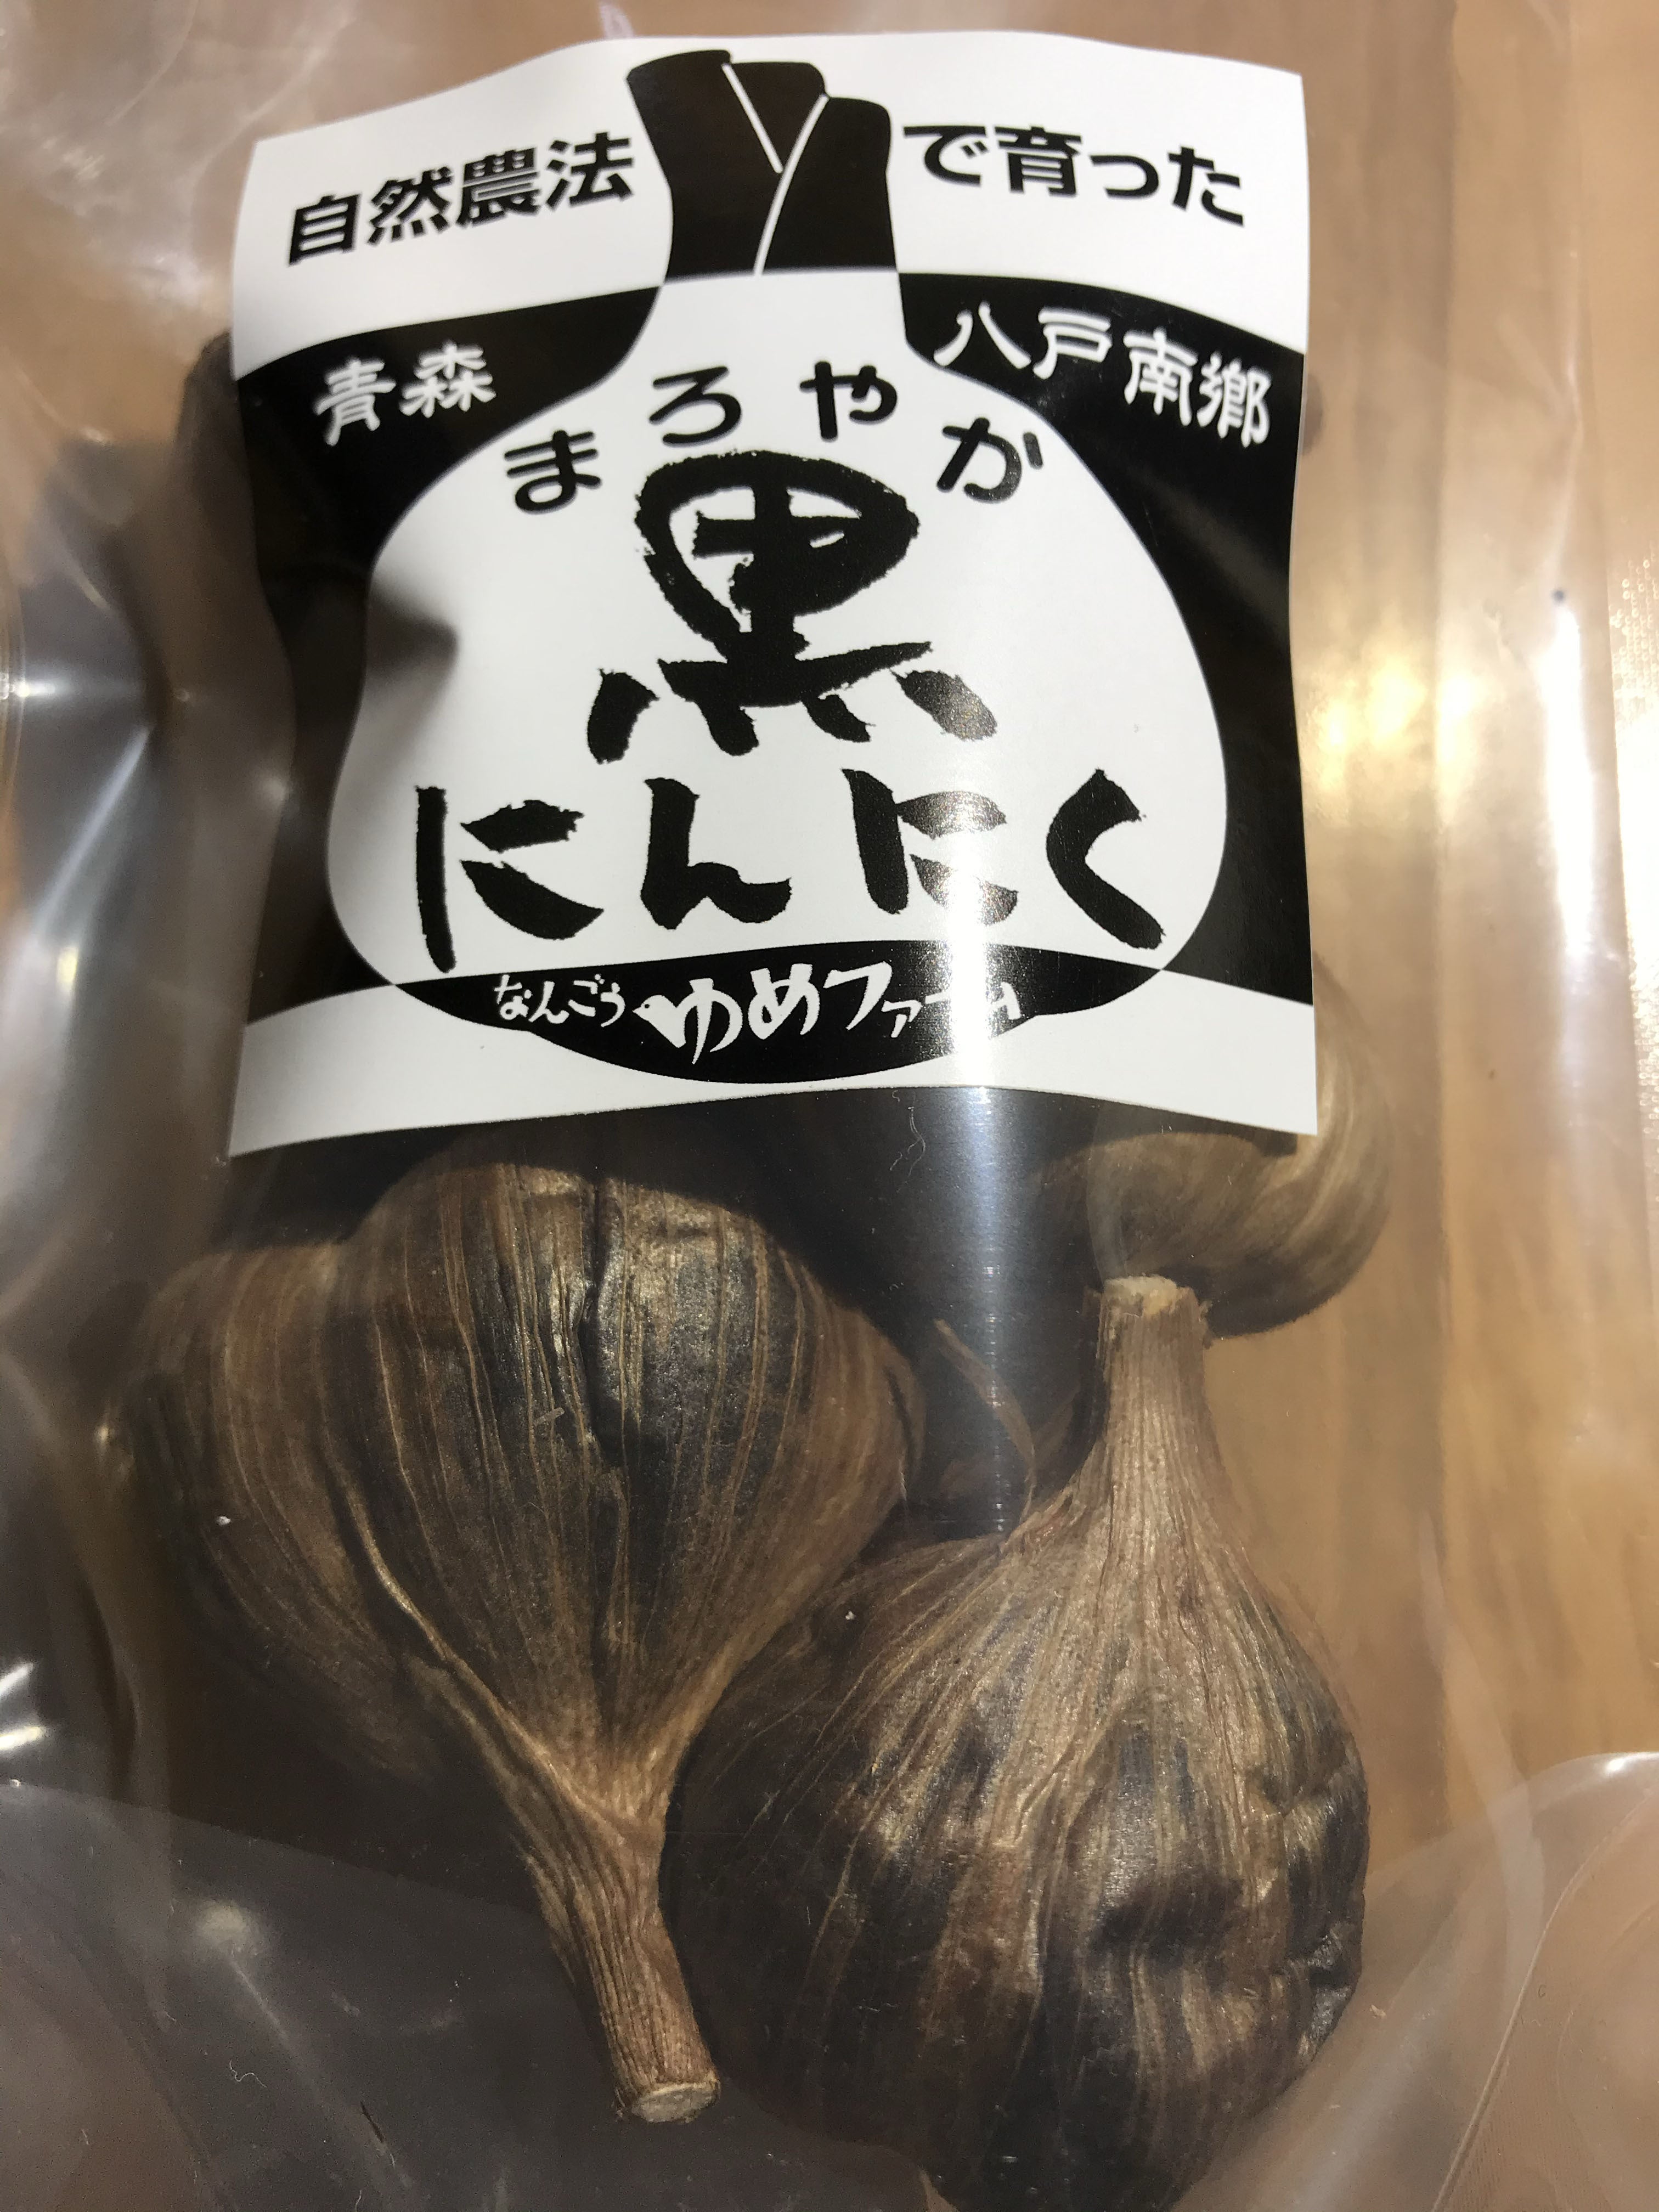 自然農法で育った
青森 八戸南郷
まろやか
黒
にんにく
なんごうゆめファーム